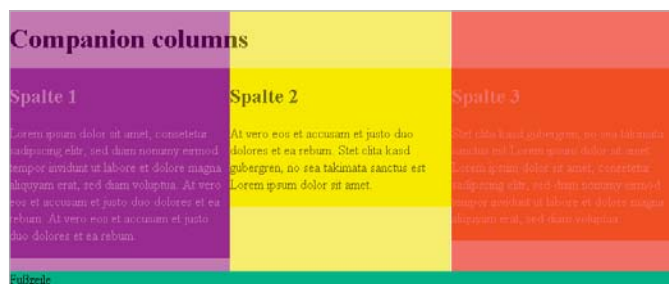 Companion columns
Spalte 1
Lorem ipsum dolor sit amet, consetetur
sadipscing elitr, sed diam nonumy eirmod
tempor invidunt ut labore et dolore magna
aliquyam erat, sed diam voluptua. At vero
eos et accusam et justo duo dolores et ea
rebum. At vero eos et accusam et justo
duo dolores et ea rebum.
Spalte 2
At vero eos et accusam et justo duo
dolores et ea rebum. Stet clita kasd
gubergren, no sea takimata sanctus est
Lorem ipsum dolor sit amet.
Spalte 3
Stet clita kasd gubergren, no sea takimata
sanctus est Lorem ipsum dolor sit amet.
Lorem ipsum dolor sit amet, consetetur
sadipscing elitr, sed diam nonumy eirmod
tempor invidunt ut labore et dolore magna
aliquyam erat, sed diam voluptua.
Fußzeile